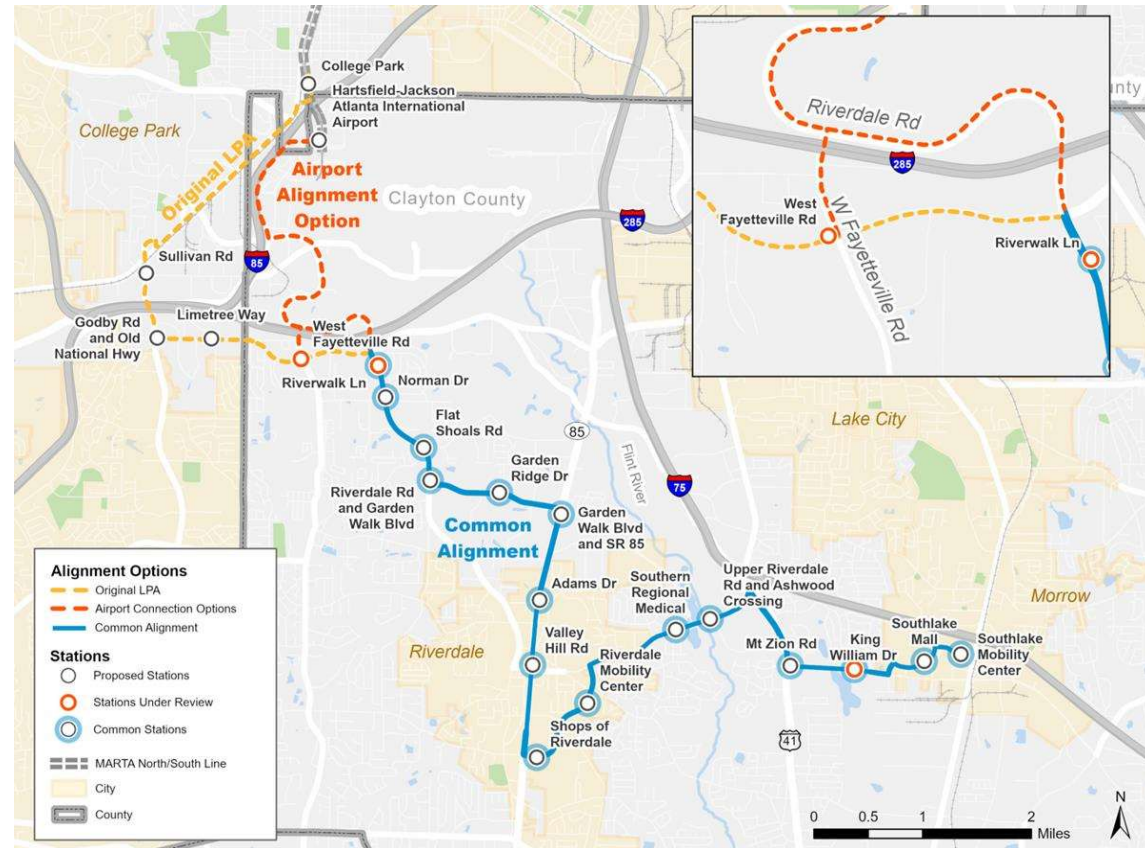 College Park
Hartsfield-Jackson
Atlanta International
Airport
College Park
Original LPA
Airport
Alignment
Option
Clayton County
285
85
Sullivan Rd
Godby Rd
and Old
National Hwy
Limetree Way
West
Fayetteville Rd
Riverwalk Ln
Norman Dr
Flat
Shoals Rd
85
Flint River
Garden
Ridge Dr
Riverdale Rd
and Garden
Walk Blvd
Common
Alignment
Garden
Walk Blvd
and SR 85
75
Lake City
Adams Dr
Southern
Regional
Medical
Upper Riverdale
Rd and Ashwood
Crossing
Morrow
Valley
Hill Rd
Riverdale
Riverdale
Mobility
Center
Mt Zion Rd
King
William Dr
Southlake
Mall
Southlake
Mobility
Center
Shops of
Riverdale
41
Riverdale Rd
285
West
Fayetteville Rd
W Fayetteville Rd
Riverwalk Ln
ounty
Alignment Options
Original LPA
Airport Connection Options
Common Alignment
Stations
Proposed Stations
Stations Under Review
Common Stations
MARTA North/South Line
City
County
0 0.5 1 2
Miles
N